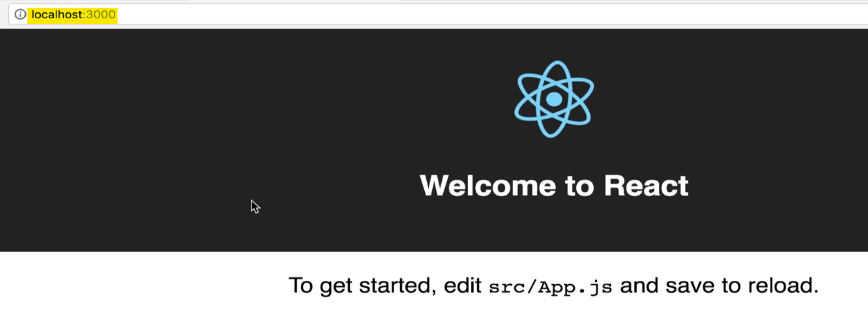 localhost:3000
Welcome to React
To get started, edit src/App.js and save to reload.